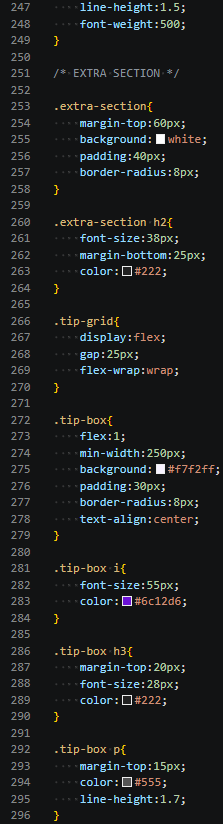 247 line-height:1.5;
248 font-weight:500;
249 }
250
251 /* EXTRA SECTION */
252
253 .extra-section{
254 margin-top:60px;
255 background:white;
256 padding:40px;
257 border-radius:8px;
258 }
259
260 .extra-section h2{
261 font-size:38px;
262 margin-bottom:25px;
263 color:#222;
264 }
265
266 .tip-grid{
267 display:flex;
268 gap:25px;
269 flex-wrap:wrap;
270 }
271
272 .tip-box{
273 flex:1;
274 min-width:250px;
275 background:#f7f2ff;
276 padding:30px;
277 border-radius:8px;
278 text-align:center;
279 }
280
281 .tip-box i{
282 font-size:55px;
283 color:#6c12d6;
284 }
285
286 .tip-box h3{
287 margin-top:20px;
288 font-size:28px;
289 color:#222;
290 }
291
292 .tip-box p{
293 margin-top:15px;
294 color:#555;
295 line-height:1.7;
296 }